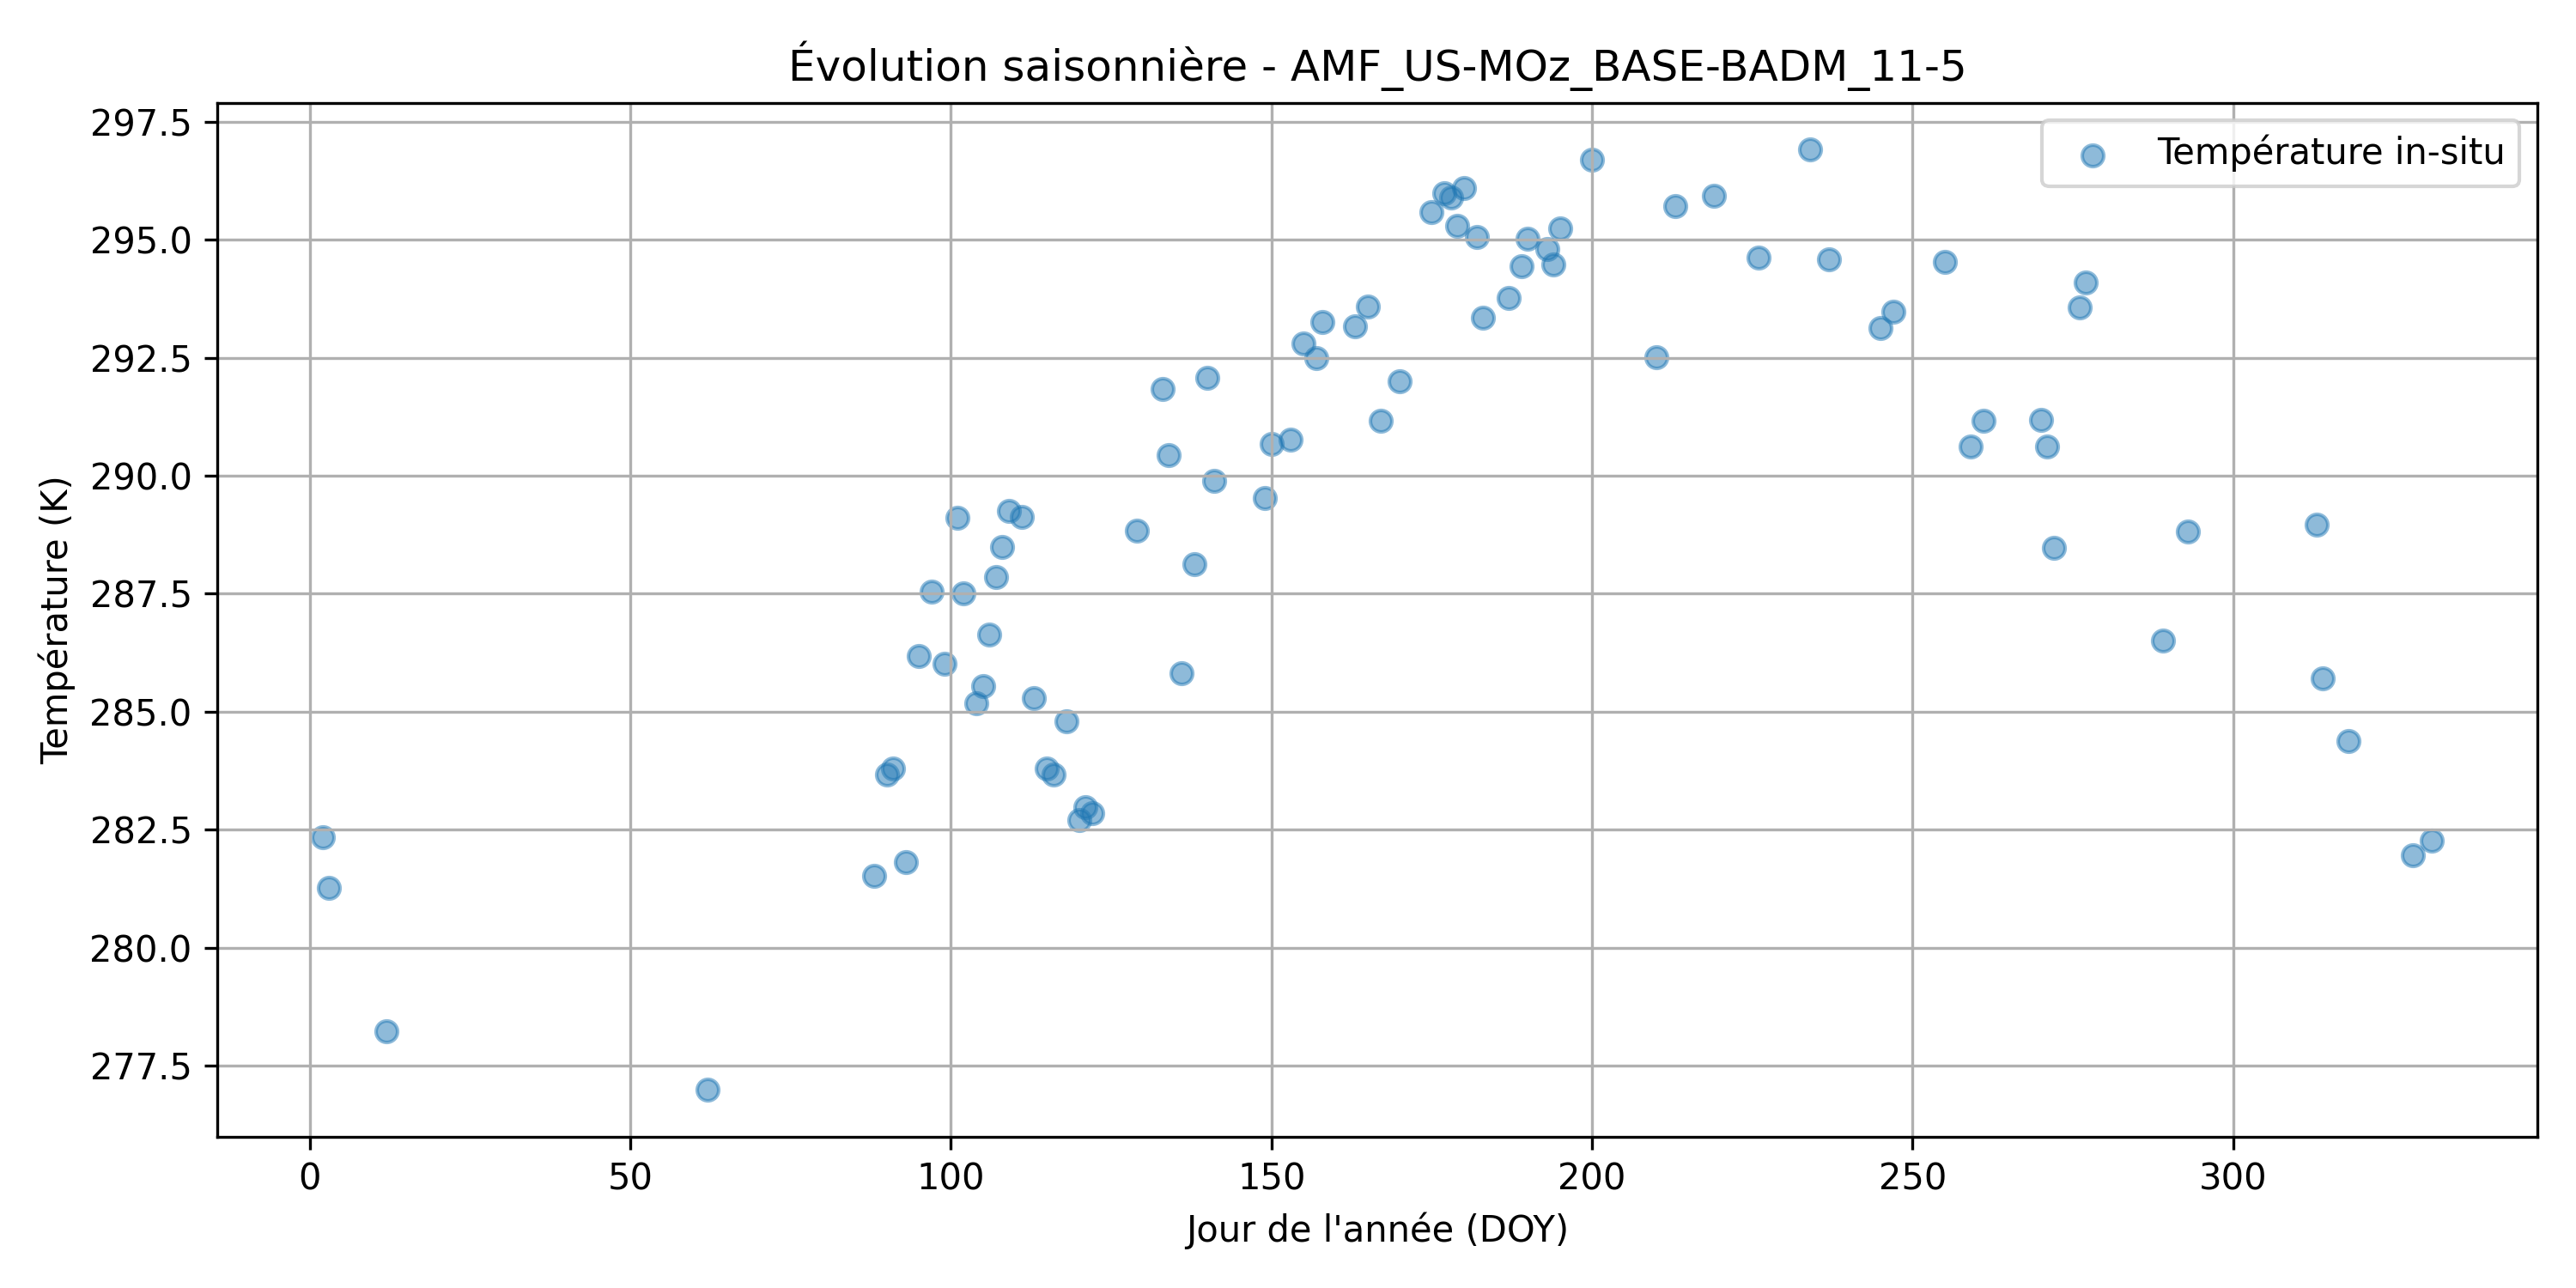 Évolution saisonnière - AMF_US-MOz_BASE-BADM_11-5
Température in-situ
297.5
295.0
292.5
290.0
287.5
285.0
282.5
280.0
277.5
Température (K)
0 50 100 150 200 250 300
Jour de l'année (DOY)